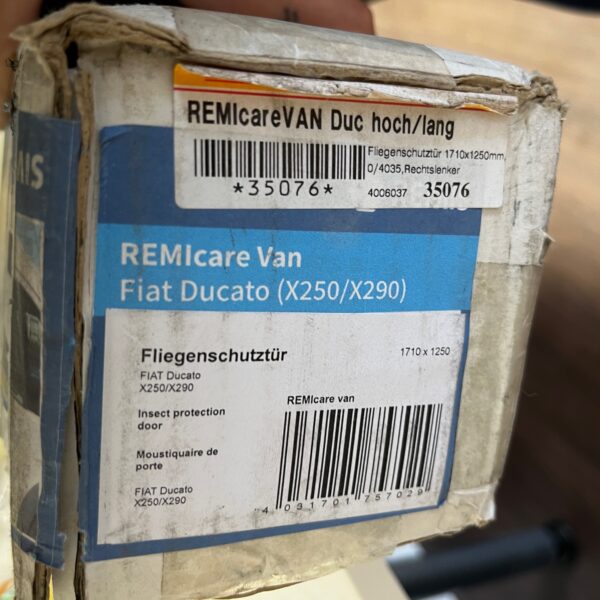 MIS
REMIcareVAN Duc hoch/lang
Fliegenschutztür 1710x1250mm,
0/4035,Rechtslenker
*35076*
4006037 35076
REMIcare Van
Fiat Ducato (X250/X290)
Fliegenschutztür
1710 x 1250
FIAT Ducato
X250/X290
Insect protection
door
REMIcare van
Moustiquaire de
porte
FIAT Ducato
X250/X290
4 031701 757029